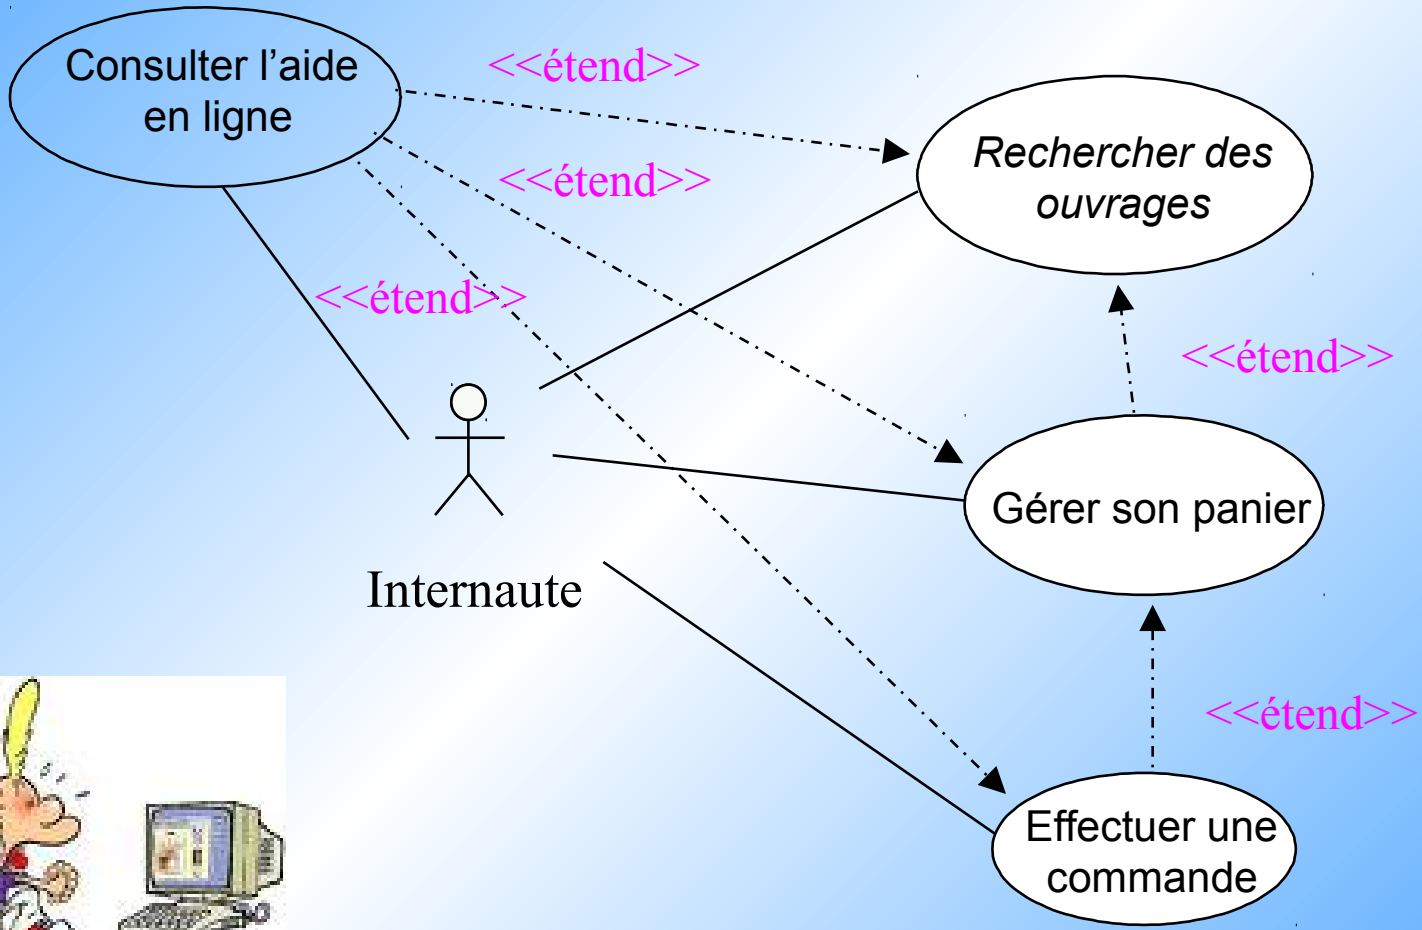 Consulter l’aide
en ligne
<<étend>>
Rechercher des
ouvrages
<<étend>>
<<étend>>
<<étend>>
Gérer son panier
Internaute
<<étend>>
Effectuer une
commande